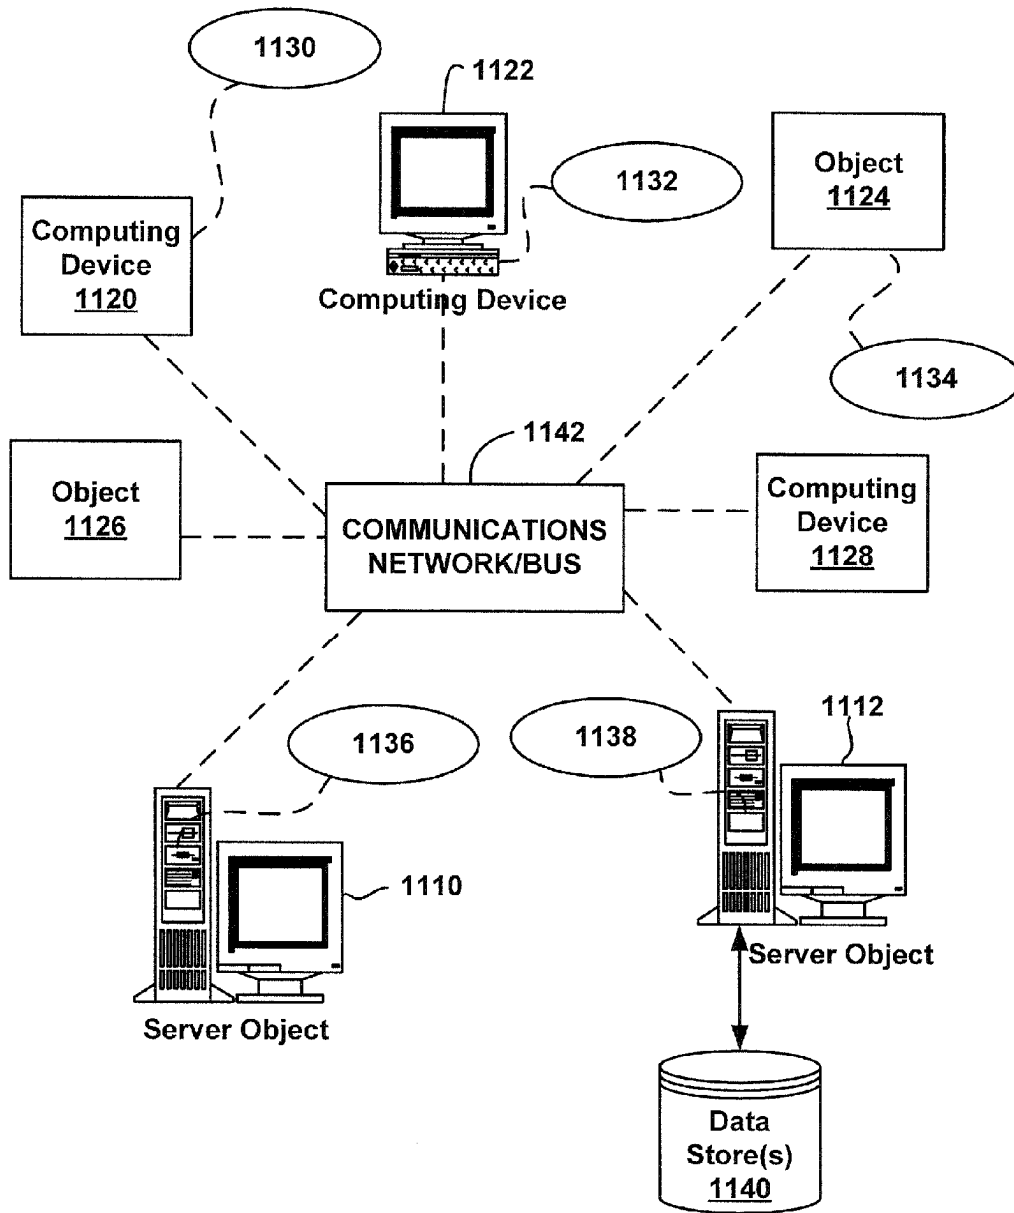 1130
1122
1132
Object
1124
Computing
Device
1120
Computing Device
1134
1142
Object
1126
COMMUNICATIONS
NETWORK/BUS
Computing
Device
1128
1136
1138
1112
1110
Server Object
Server Object
Data
Store(s)
1140